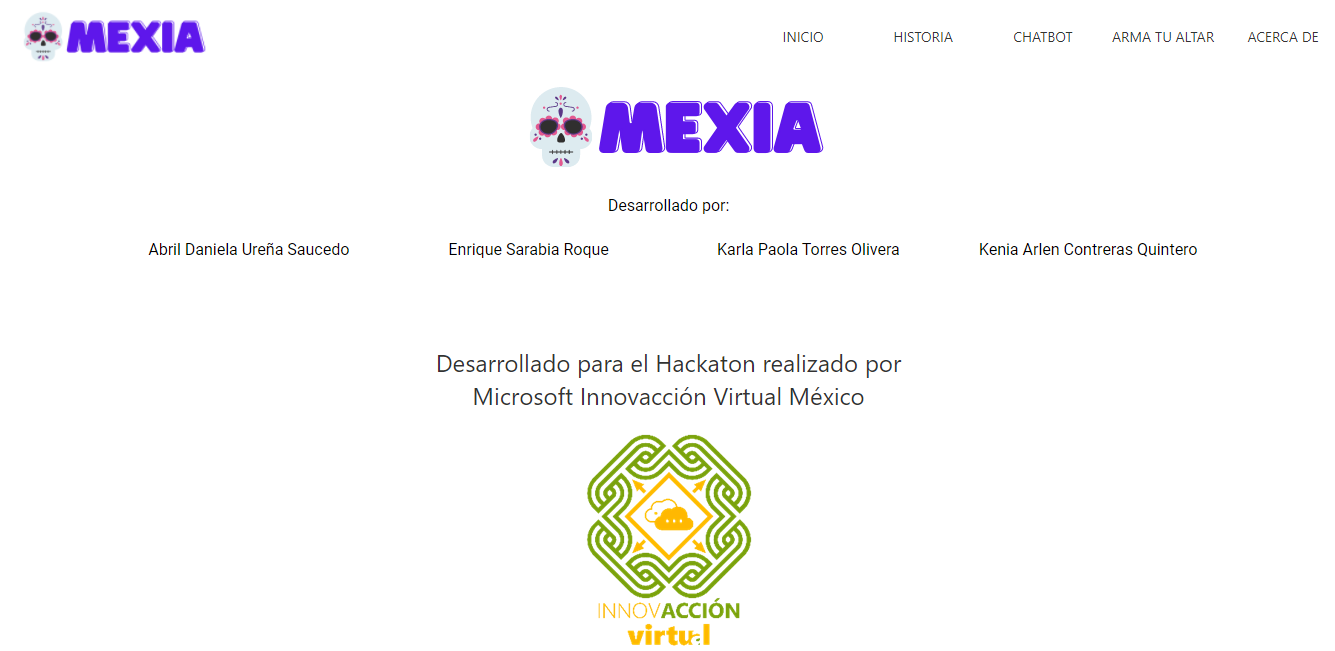 MEXIA
INICIO HISTORIA CHATBOT ARMA TU ALTAR ACERCA DE
MEXIA
Desarrollado por:
Abril Daniela Ureña Saucedo Enrique Sarabia Roque Karla Paola Torres Olivera Kenia Arlen Contreras Quintero
Desarrollado para el Hackaton realizado por
Microsoft Innovacción Virtual México
INNOVACCIÓN
virtual